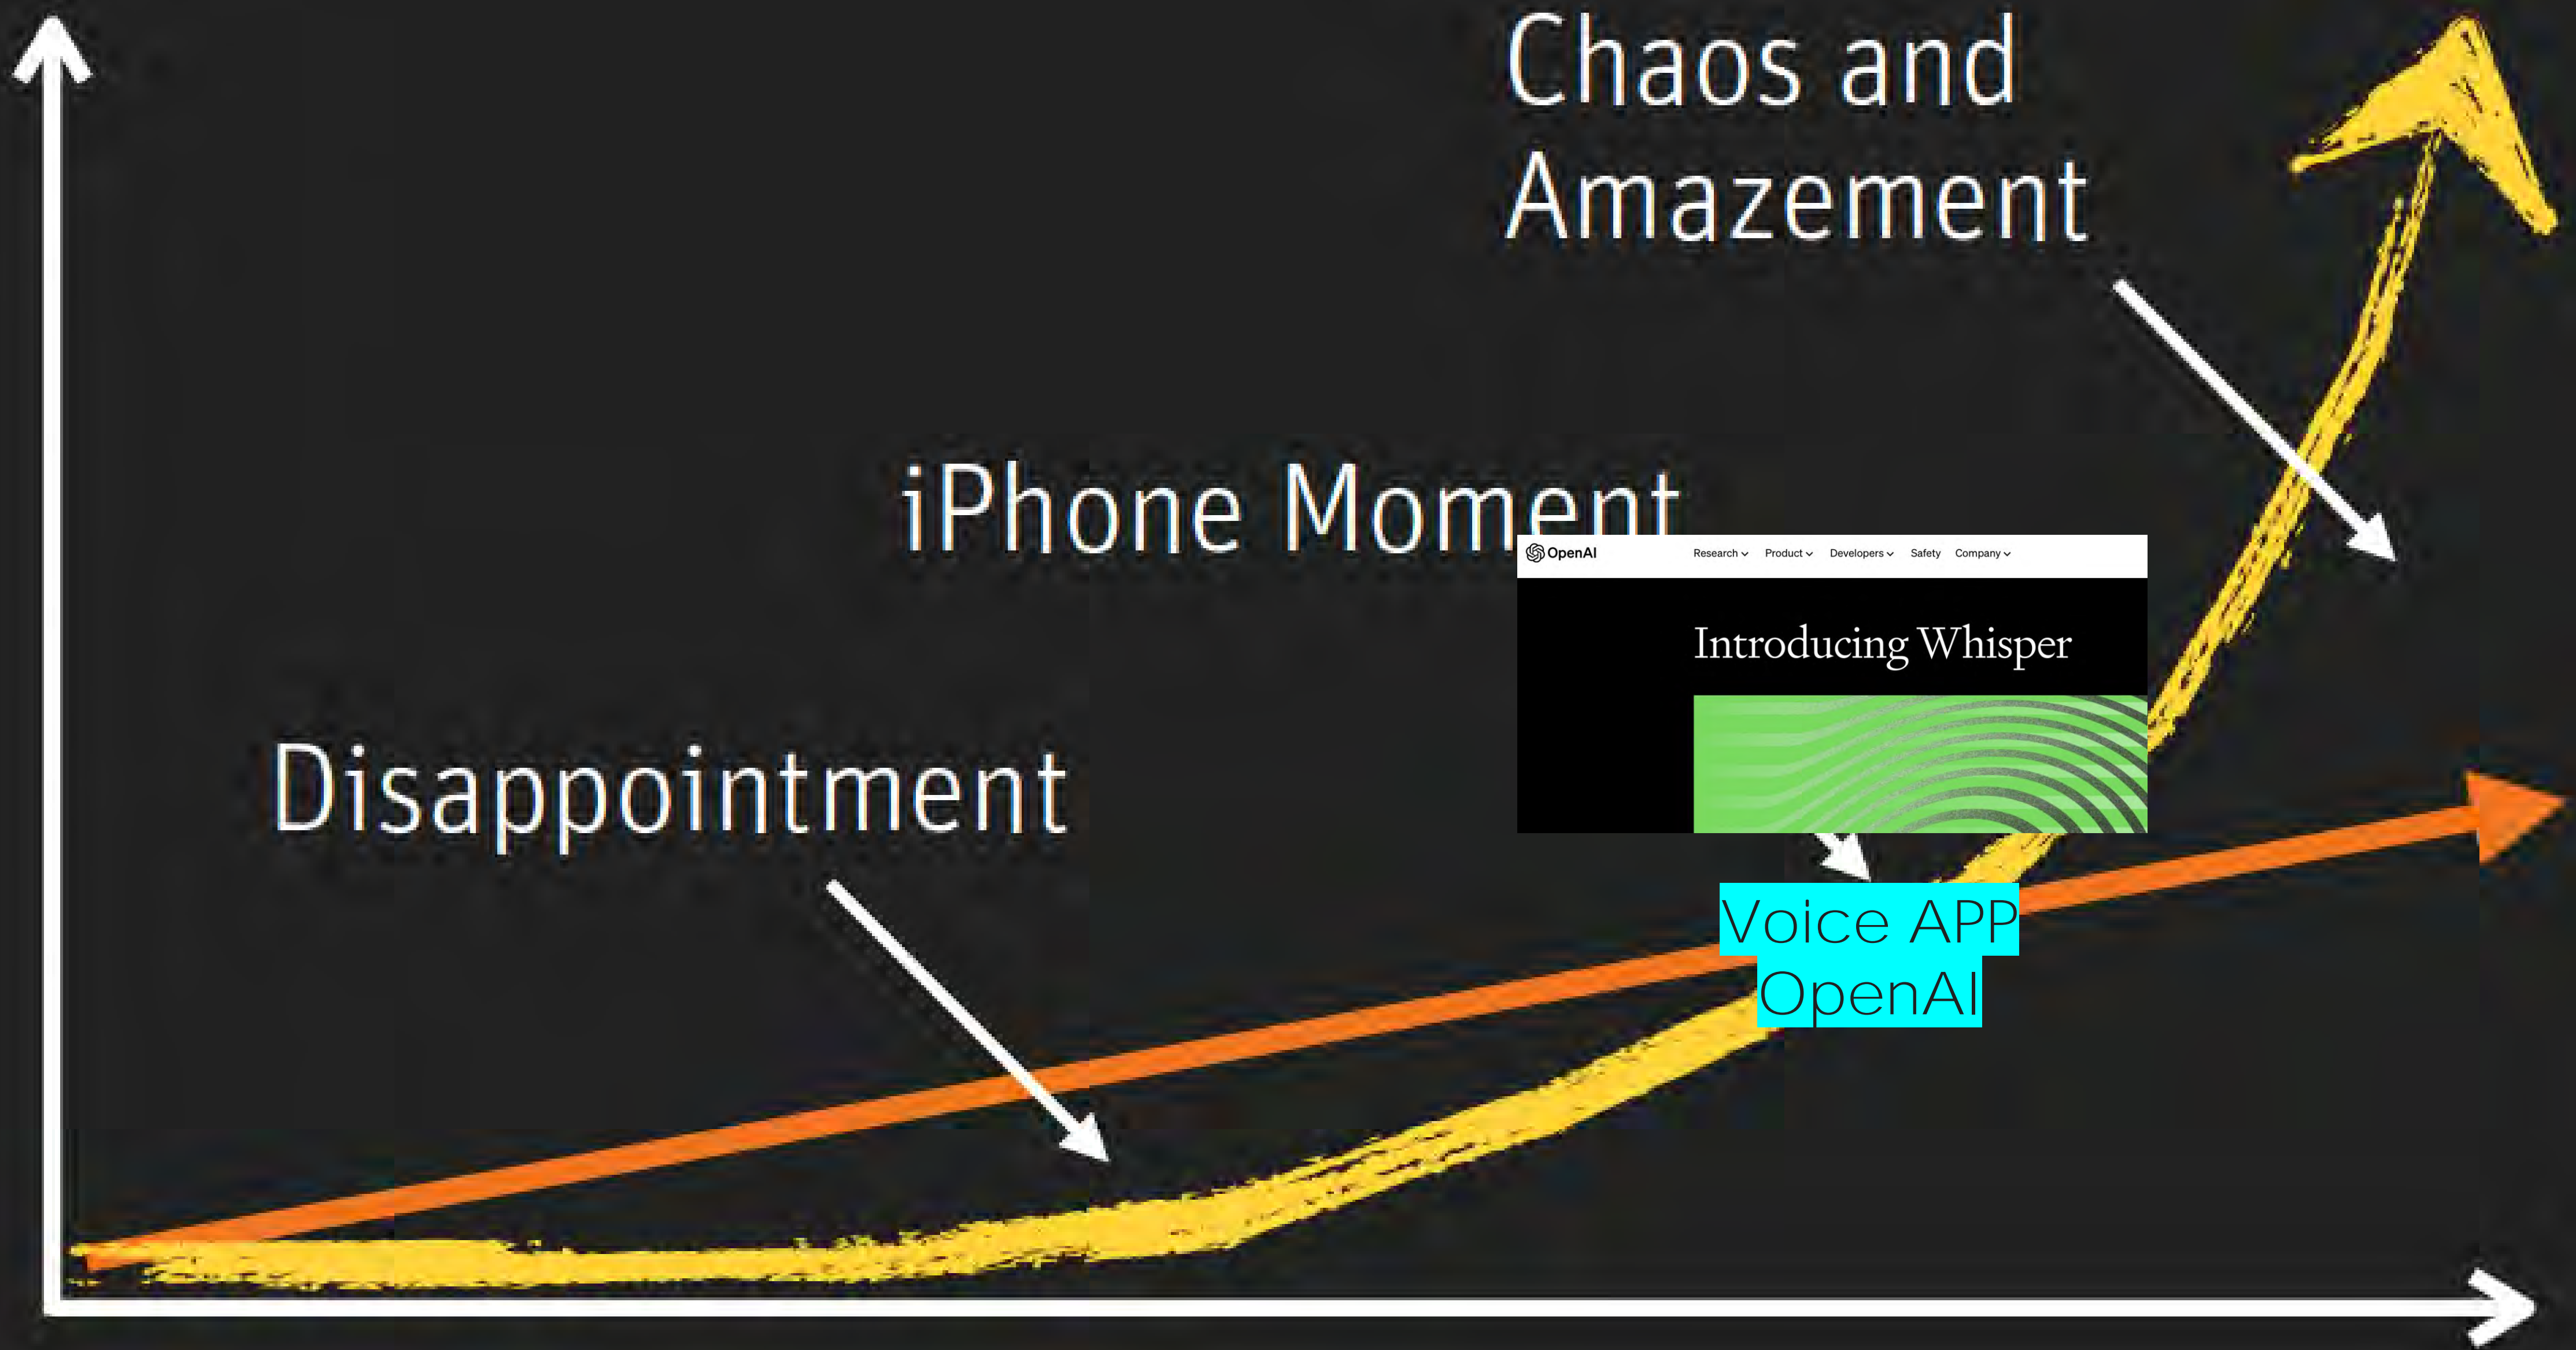 Chaos and
Amazement
iPhone Moment
OpenAI
Research Product Developers Safety Company
Introducing Whisper
Disappointment
Voice APP
OpenAI